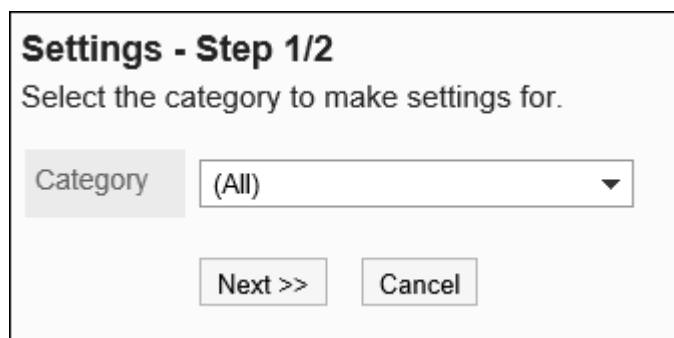 Settings - Step 1/2
Select the category to make settings for.
Category (All)
Next >> Cancel